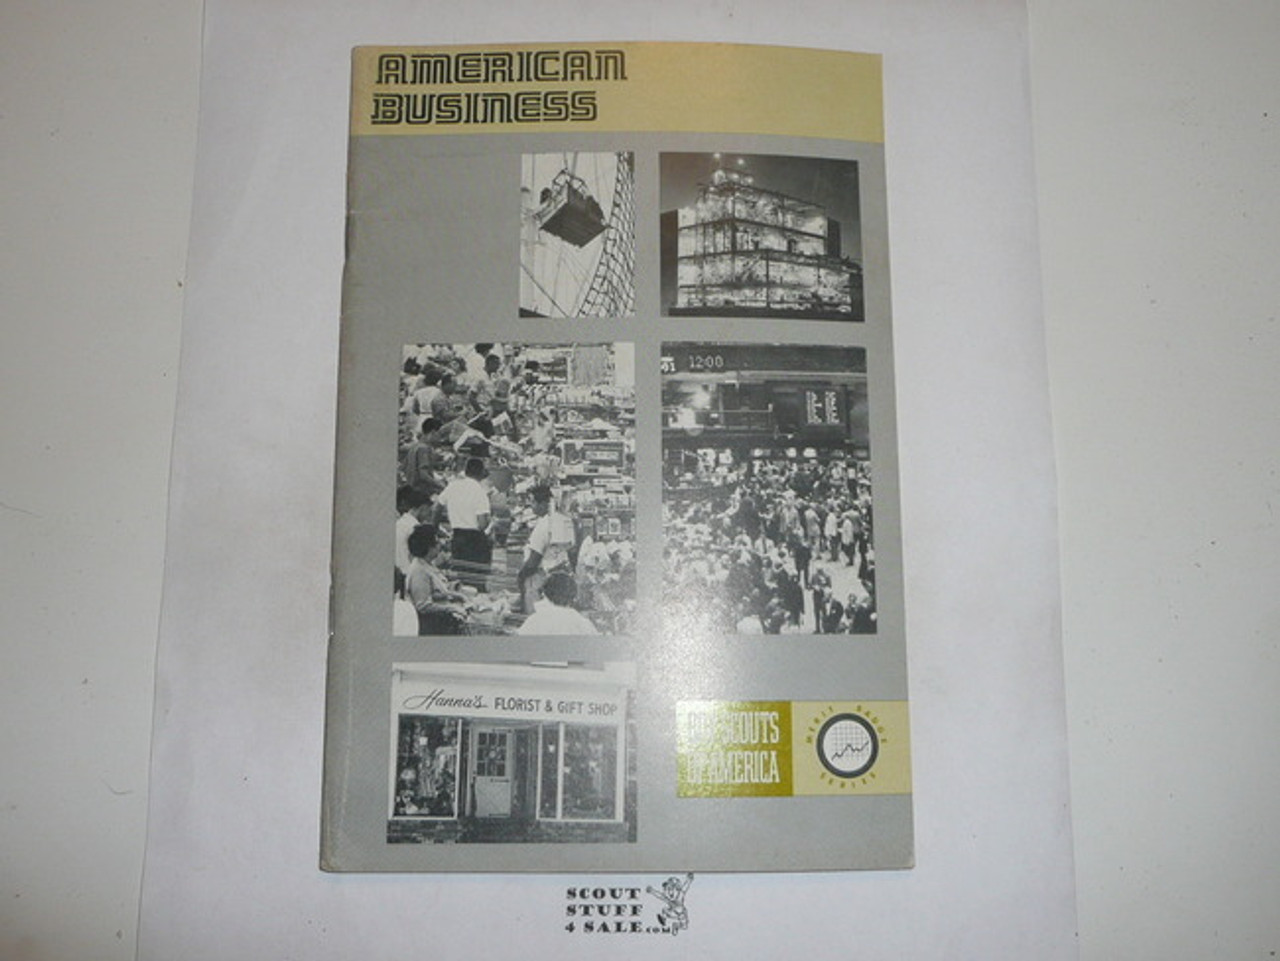 AMERICAN
BUSINESS
12:00
Hanna's FLORIST & GIFT SHOP
BOY SCOUTS
OF AMERICA
MERIT BADGE
SERIES
SCOUT
STUFF
4 SALE.com